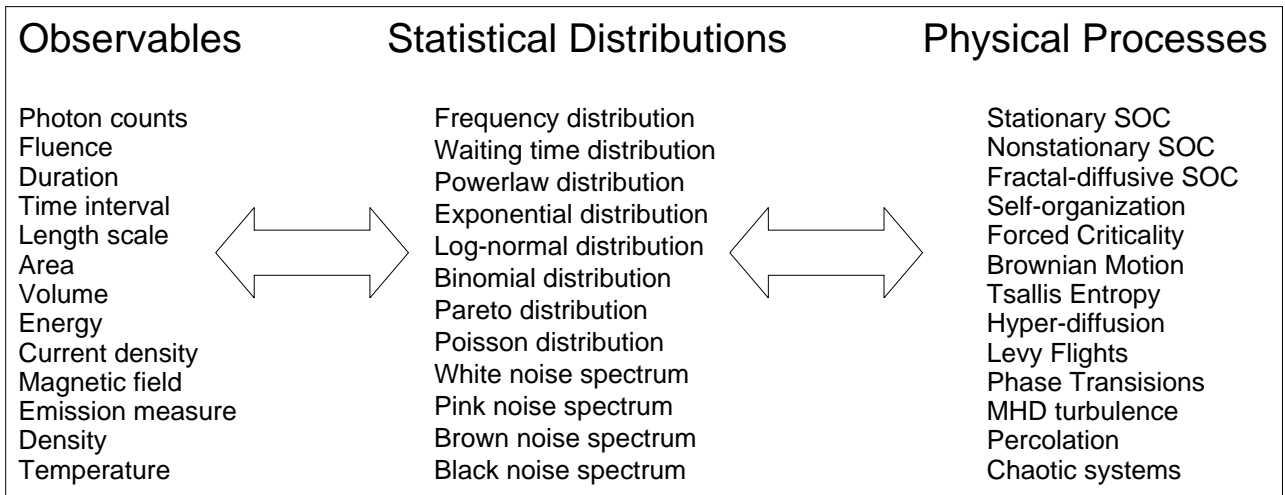 Observables
Photon counts
Fluence
Duration
Time interval
Length scale
Area
Volume
Energy
Current density
Magnetic field
Emission measure
Density
Temperature
Statistical Distributions
Frequency distribution
Waiting time distribution
Powerlaw distribution
Exponential distribution
Log-normal distribution
Binomial distribution
Pareto distribution
Poisson distribution
White noise spectrum
Pink noise spectrum
Brown noise spectrum
Black noise spectrum
Physical Processes
Stationary SOC
Nonstationary SOC
Fractal-diffusive SOC
Self-organization
Forced Criticality
Brownian Motion
Tsallis Entropy
Hyper-diffusion
Levy Flights
Phase Transisions
MHD turbulence
Percolation
Chaotic systems